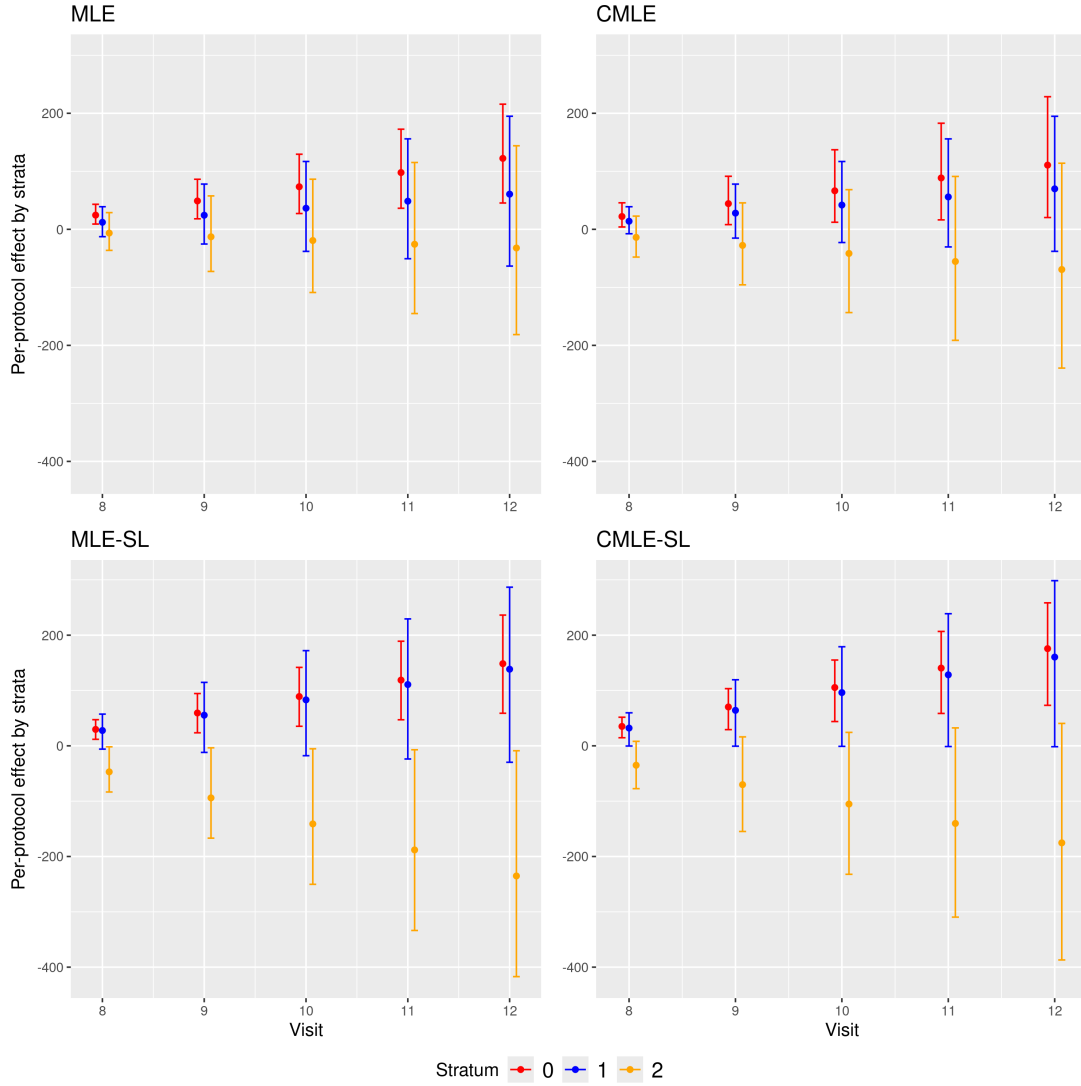 MLE
CMLE
Per-protocol effect by strata
200
0
-200
-400
8 9 10 11 12
200
0
-200
-400
8 9 10 11 12
MLE-SL
CMLE-SL
Per-protocol effect by strata
200
0
-200
-400
8 9 10 11 12
Visit
200
0
-200
-400
8 9 10 11 12
Visit
Stratum 0 1 2